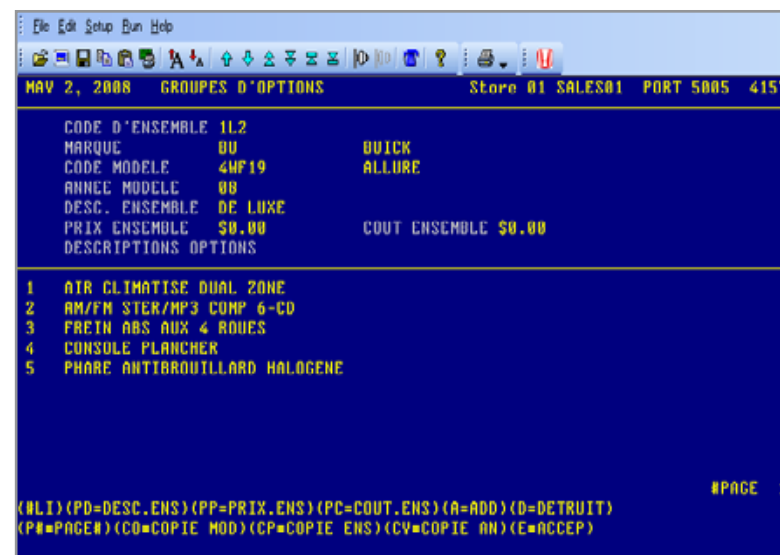 File Edit Setup Run Help
MAY 2, 2008 GROUPES D'OPTIONS Store 01 SALES01 PORT 5005 415
CODE D'ENSEMBLE 1L2
MARQUE BU BUICK
CODE MODELE 4WF19 ALLURE
ANNEE MODELE 08
DESC. ENSEMBLE DE LUXE
PRIX ENSEMBLE $0.00 COUT ENSEMBLE $0.00
DESCRIPTIONS OPTIONS
1 AIR CLIMATISE DUAL ZONE
2 AM/FM STER/MP3 COMP 6-CD
3 FREIN ABS AUX 4 ROUES
4 CONSOLE PLANCHER
5 PHARE ANTIBROUILLARD HALOGENE
#PAGE
(#LI)(PD=DESC.ENS)(PP=PRIX.ENS)(PC=COUT.ENS)(A=ADD)(D=DETRUIT)
(P#=PAGE#)(CO=COPIE MOD)(CP=COPIE ENS)(CY=COPIE AN)(E=ACCEP)